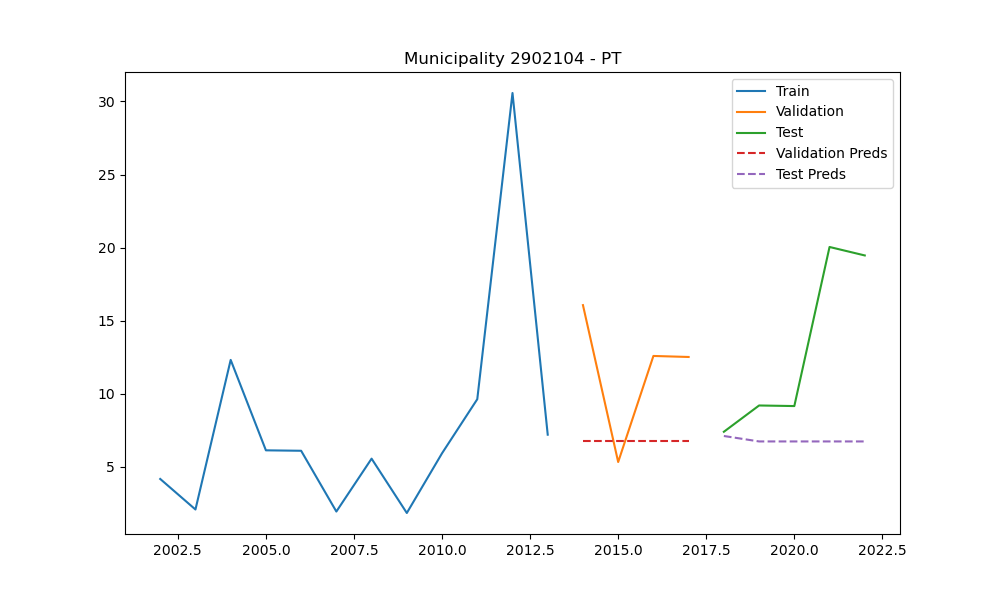 Municipality 2902104 - PT
Train
Validation
Test
Validation Preds
Test Preds
30
25
20
15
10
5
2002.5 2005.0 2007.5 2010.0 2012.5 2015.0 2017.5 2020.0 2022.5